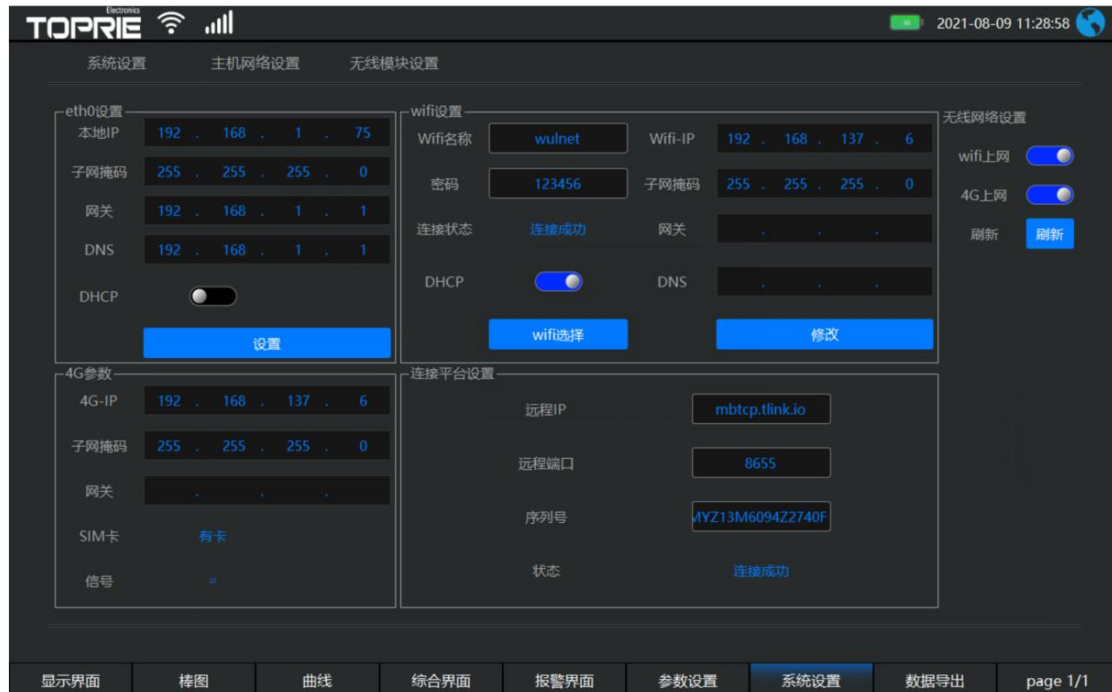 TOPRIE Electronics 2021-08-09 11:28:58
系统设置 主机网络设置 无线模块设置
eth0设置
本地IP 192 . 168 . 1 . 75
子网掩码 255 . 255 . 255 . 0
网关 192 . 168 . 1 . 1
DNS 192 . 168 . 1 . 1
DHCP
设置
wifi设置
Wifi名称 wulnet Wifi-IP 192 . 168 . 137 . 6
密码 123456 子网掩码 255 . 255 . 255 . 0
连接状态 连接成功 网关 . . .
DHCP DNS . . .
wifi选择 修改
无线网络设置
wifi上网
4G上网
刷新 刷新
4G参数
4G-IP 192 . 168 . 137 . 6
子网掩码 255 . 255 . 255 . 0
网关 . . .
SIM卡 有卡
信号
连接平台设置
远程IP mbtcp.tlink.io
远程端口 8655
序列号 MYZ13M6094Z2740F
状态 连接成功
显示界面 棒图 曲线 综合界面 报警界面 参数设置 系统设置 数据导出 page 1/1